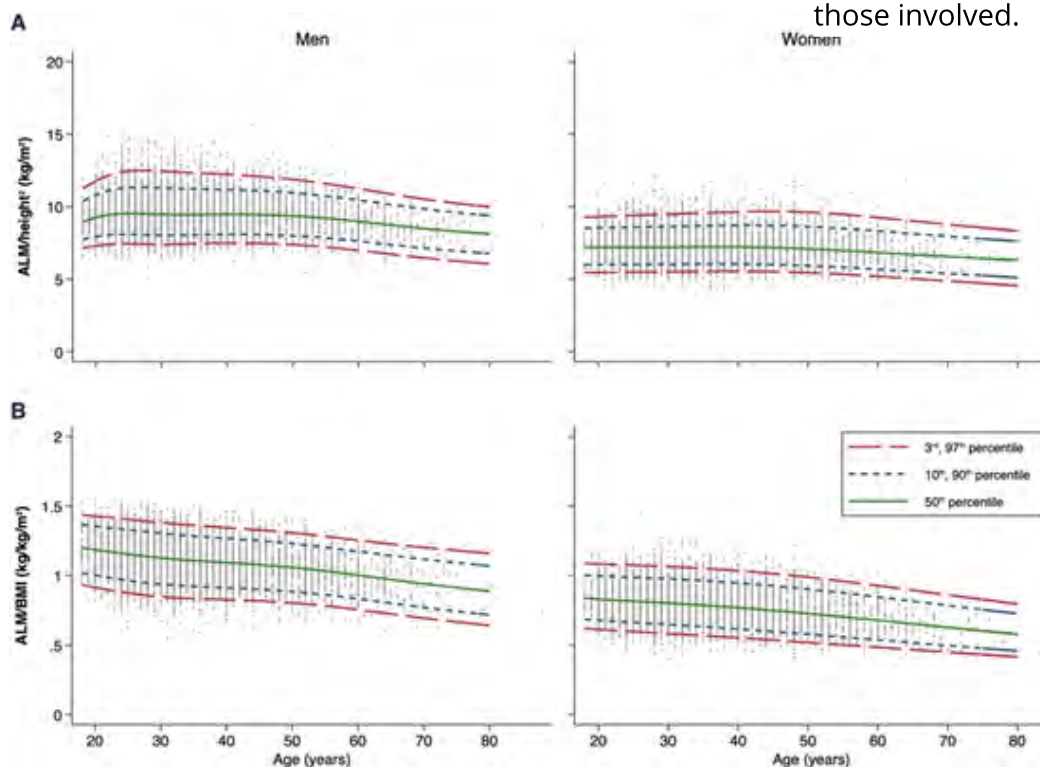 those involved.
A
Men
Women
20
15
10
5
0
ALM/height² (kg/m²)
B
2
1.5
1
.5
0
ALM/BMI (kg/kg/m²)
3rd, 97th percentile
10th, 90th percentile
50th percentile
20 30 40 50 60 70 80
20 30 40 50 60 70 80
Age (years)
Age (years)